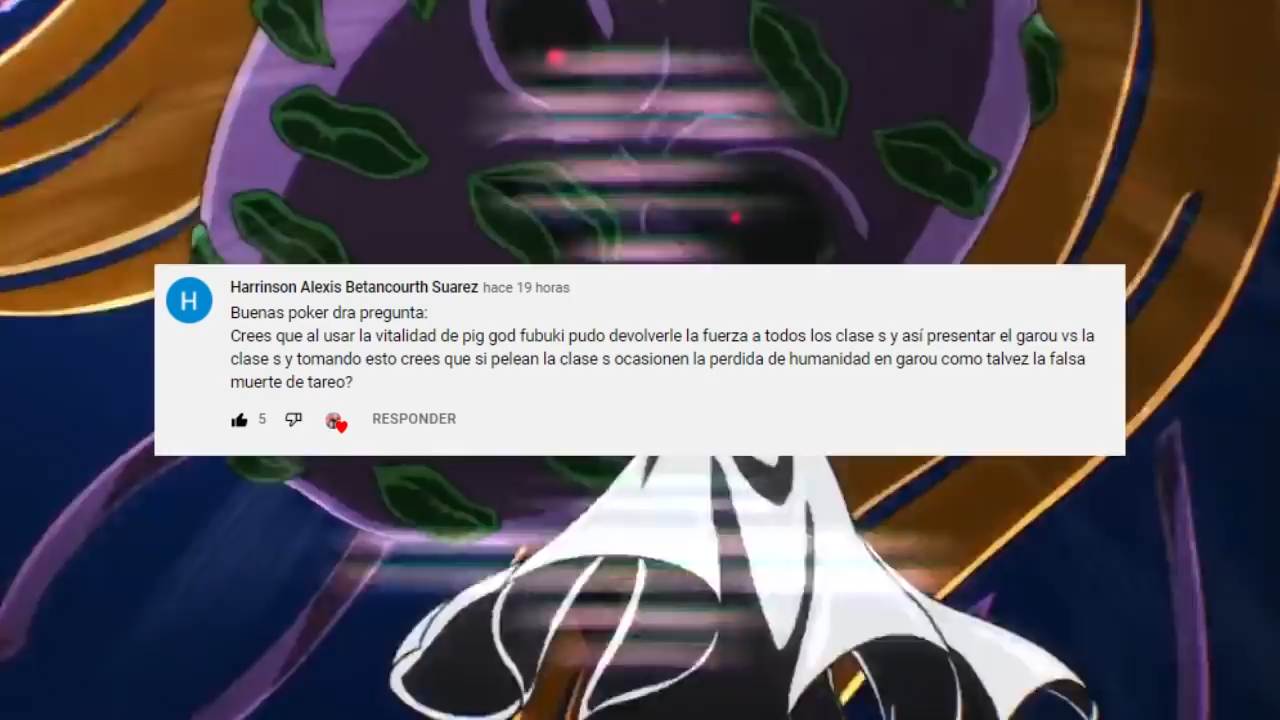 H
Harrinson Alexis Betancourth Suarez hace 19 horas
Buenas poker dra pregunta:
Crees que al usar la vitalidad de pig god fubuki pudo devolverle la fuerza a todos los clase s y así presentar el garou vs la
clase s y tomando esto crees que si pelean la clase s ocasionen la perdida de humanidad en garou como talvez la falsa
muerte de tareo?
5 RESPONDER